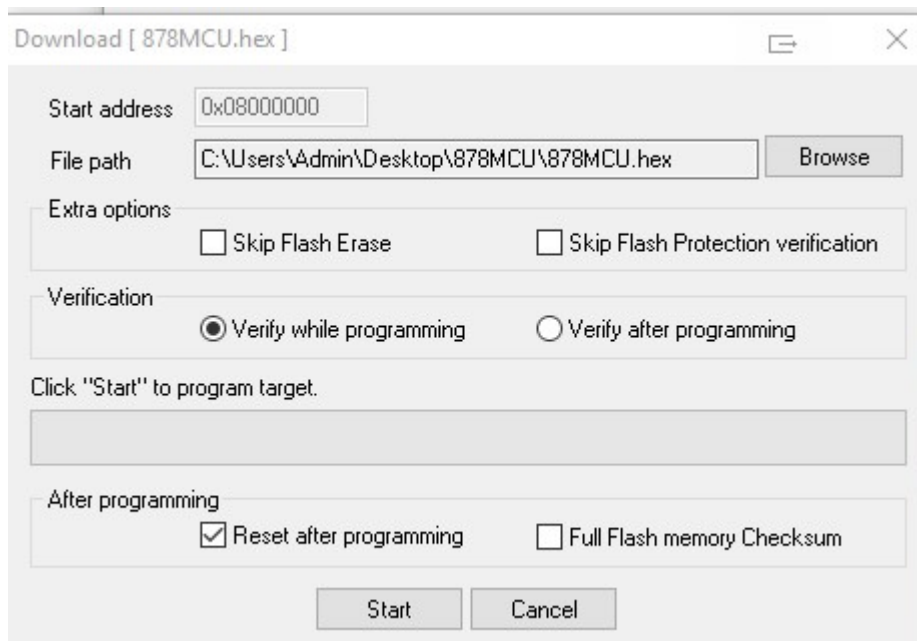 Download [ 878MCU.hex ]
Start address 0x08000000
File path C:\Users\Admin\Desktop\878MCU\878MCU.hex Browse
Extra options
Skip Flash Erase Skip Flash Protection verification
Verification
Verify while programming Verify after programming
Click "Start" to program target.
After programming
Reset after programming Full Flash memory Checksum
Start Cancel